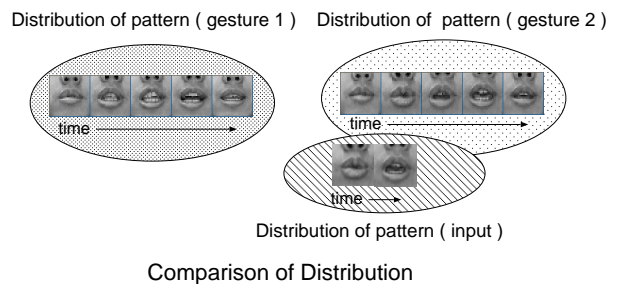 Distribution of pattern ( gesture 1 )
Distribution of pattern ( gesture 2 )
time
time
time
Distribution of pattern ( input )
Comparison of Distribution